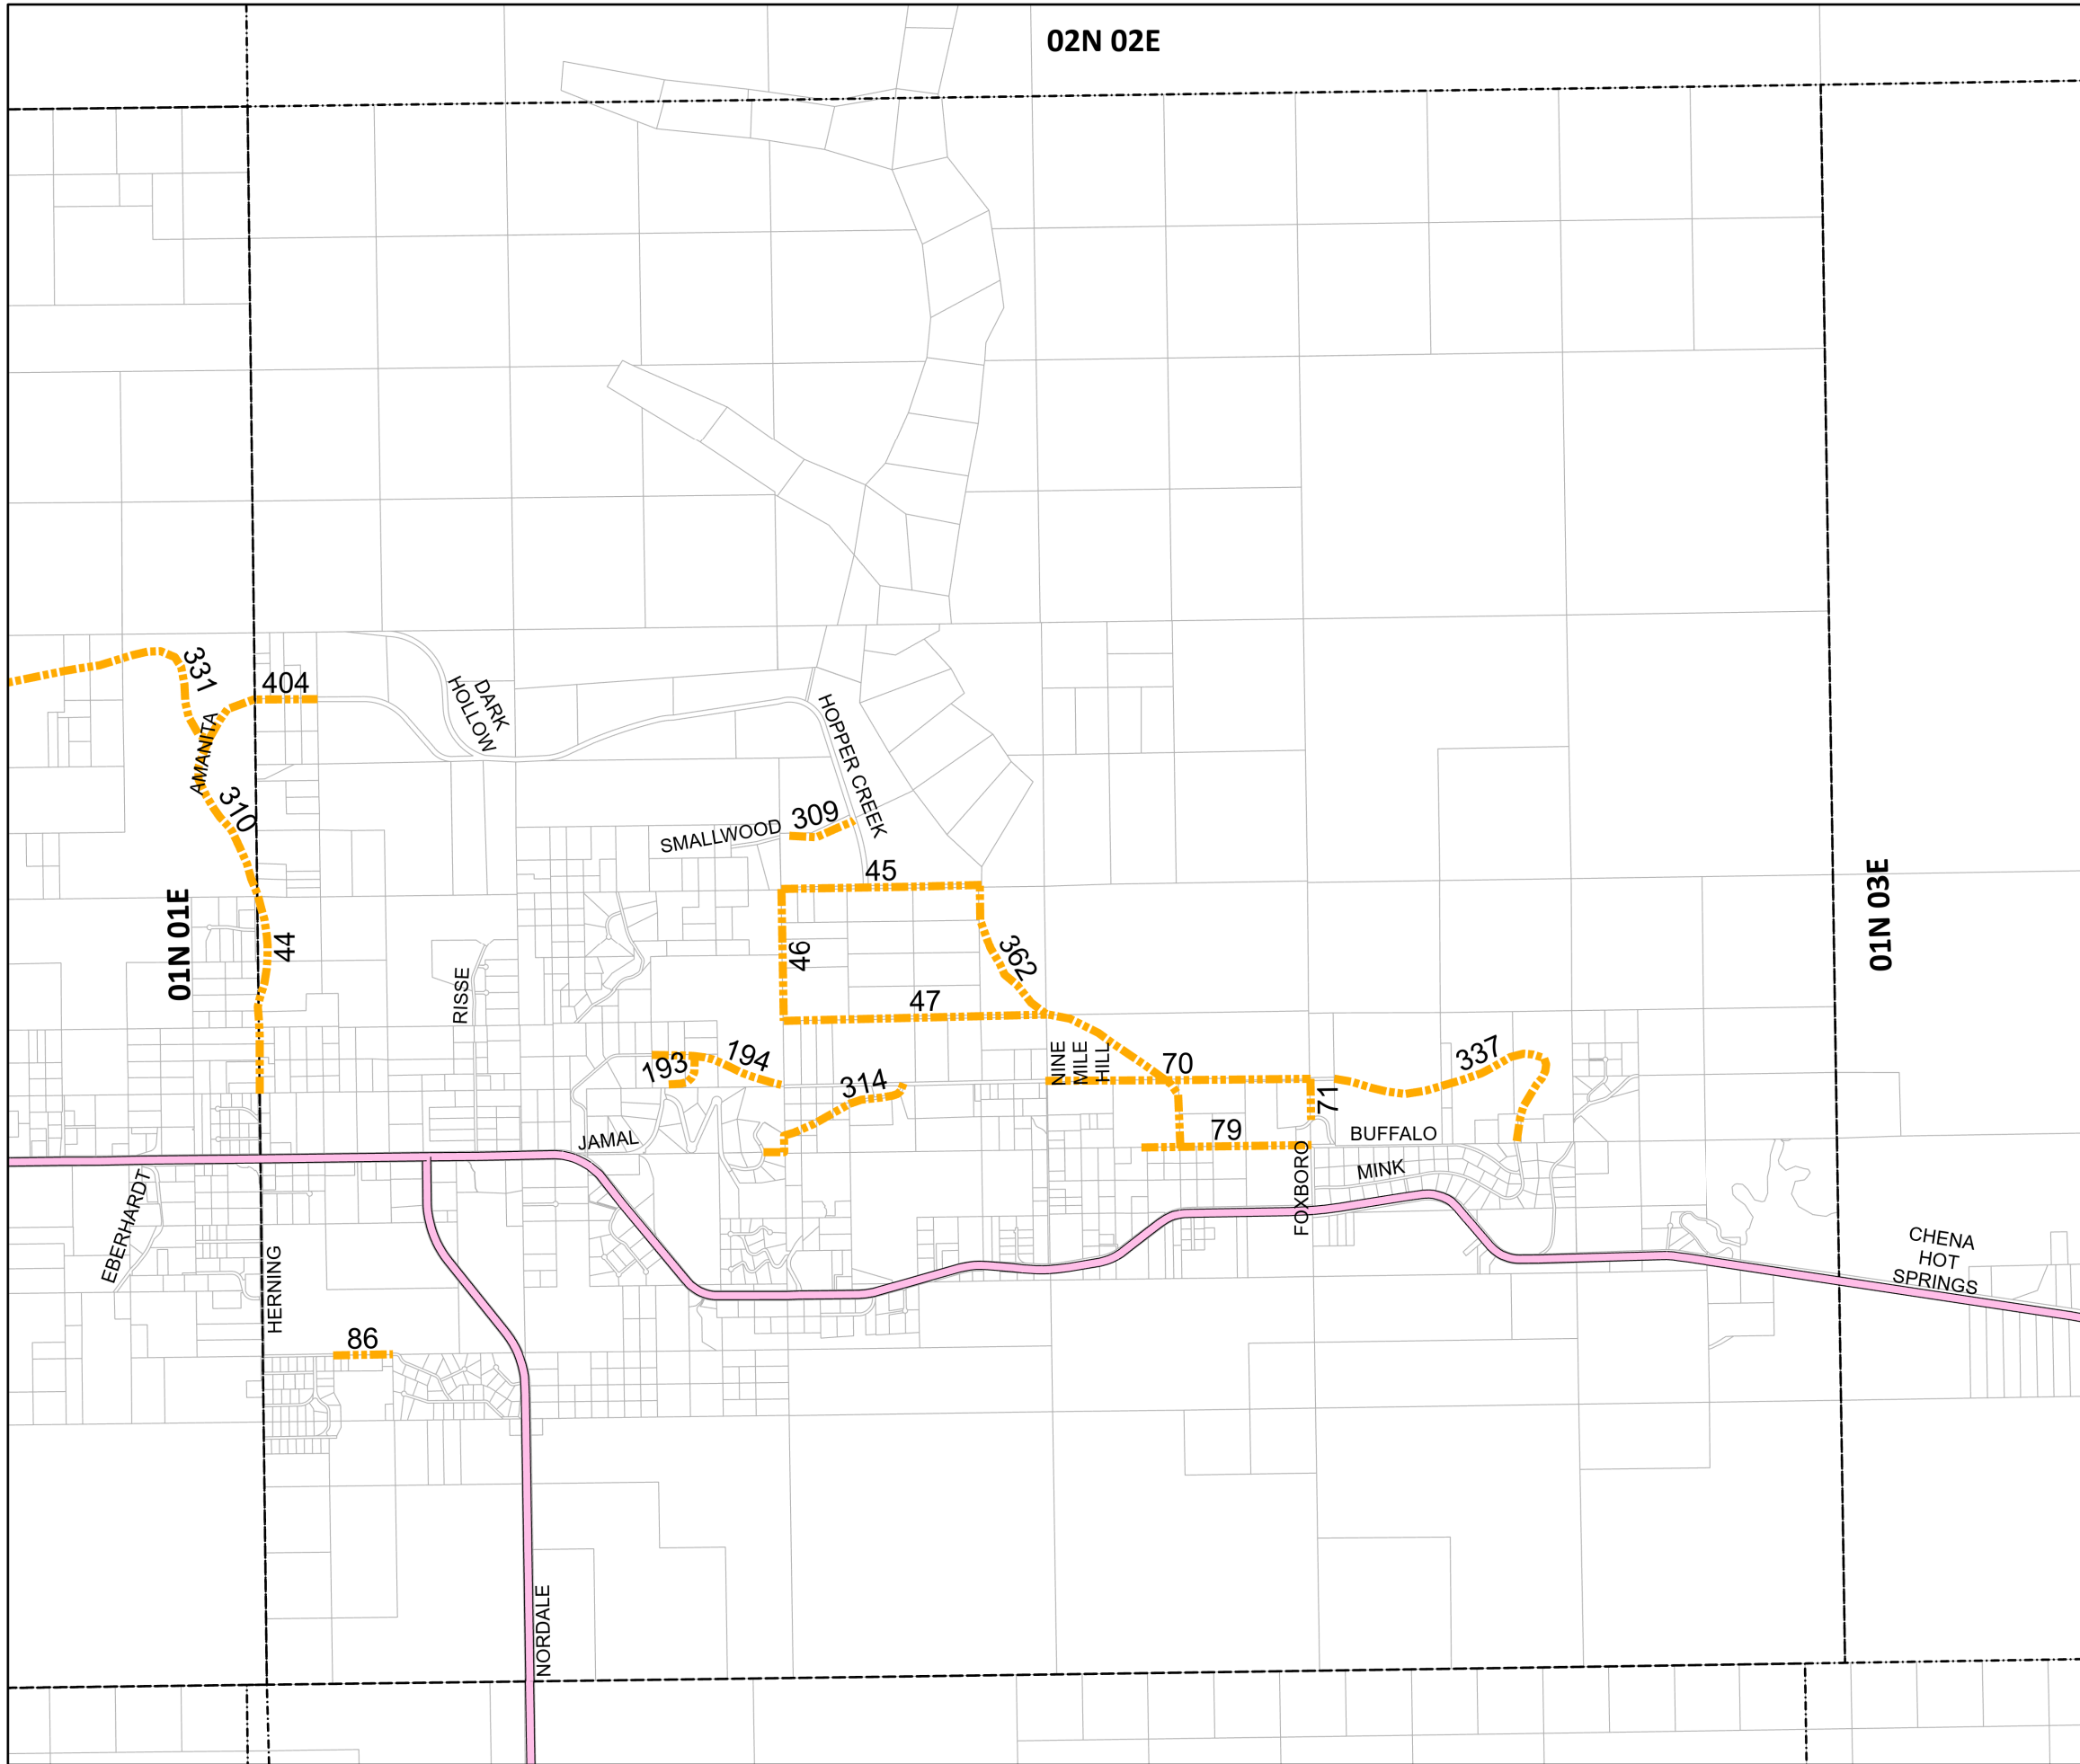 02N 02E
331
404
DARK
HOLLOW
AMANITA
HOPPER CREEK
310
309
SMALLWOOD
45
01N 01E
01N 03E
44
46
362
RISSE
47
193
194
314
NINE
MILE
HILL
70
337
71
JAMAL
79
BUFFALO
MINK
FOXBORO
EBERHARDT
HERNING
CHENA
HOT
SPRINGS
86
NORDALE